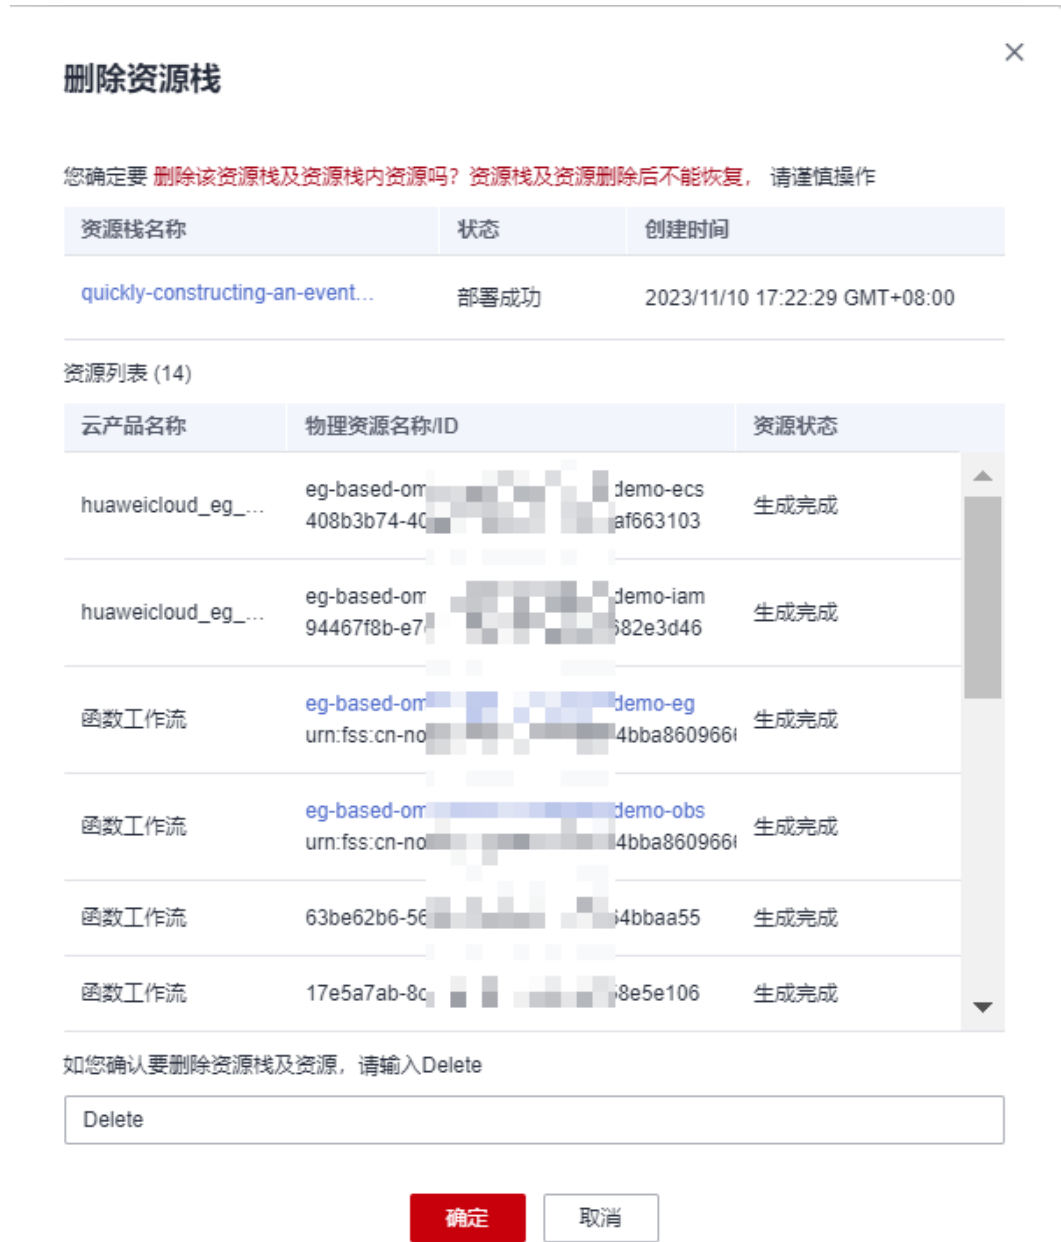 删除资源栈
您确定要 删除该资源栈及资源栈内资源吗？资源栈及资源删除后不能恢复， 请谨慎操作
资源栈名称 状态 创建时间
quickly-constructing-an-event... 部署成功 2023/11/10 17:22:29 GMT+08:00
资源列表 (14)
云产品名称 物理资源名称/ID 资源状态
huaweicloud_eg_... eg-based-om demo-ecs 生成完成
408b3b74-40 af663103
huaweicloud_eg_... eg-based-om demo-iam 生成完成
94467f8b-e7 682e3d46
函数工作流 eg-based-om demo-eg 生成完成
urn:fss:cn-no 4bba860966
函数工作流 eg-based-om demo-obs 生成完成
urn:fss:cn-no 4bba860966
函数工作流 63be62b6-56 64bbaa55 生成完成
函数工作流 17e5a7ab-8c 58e5e106 生成完成
如您确认要删除资源栈及资源，请输入Delete
Delete
确定 取消